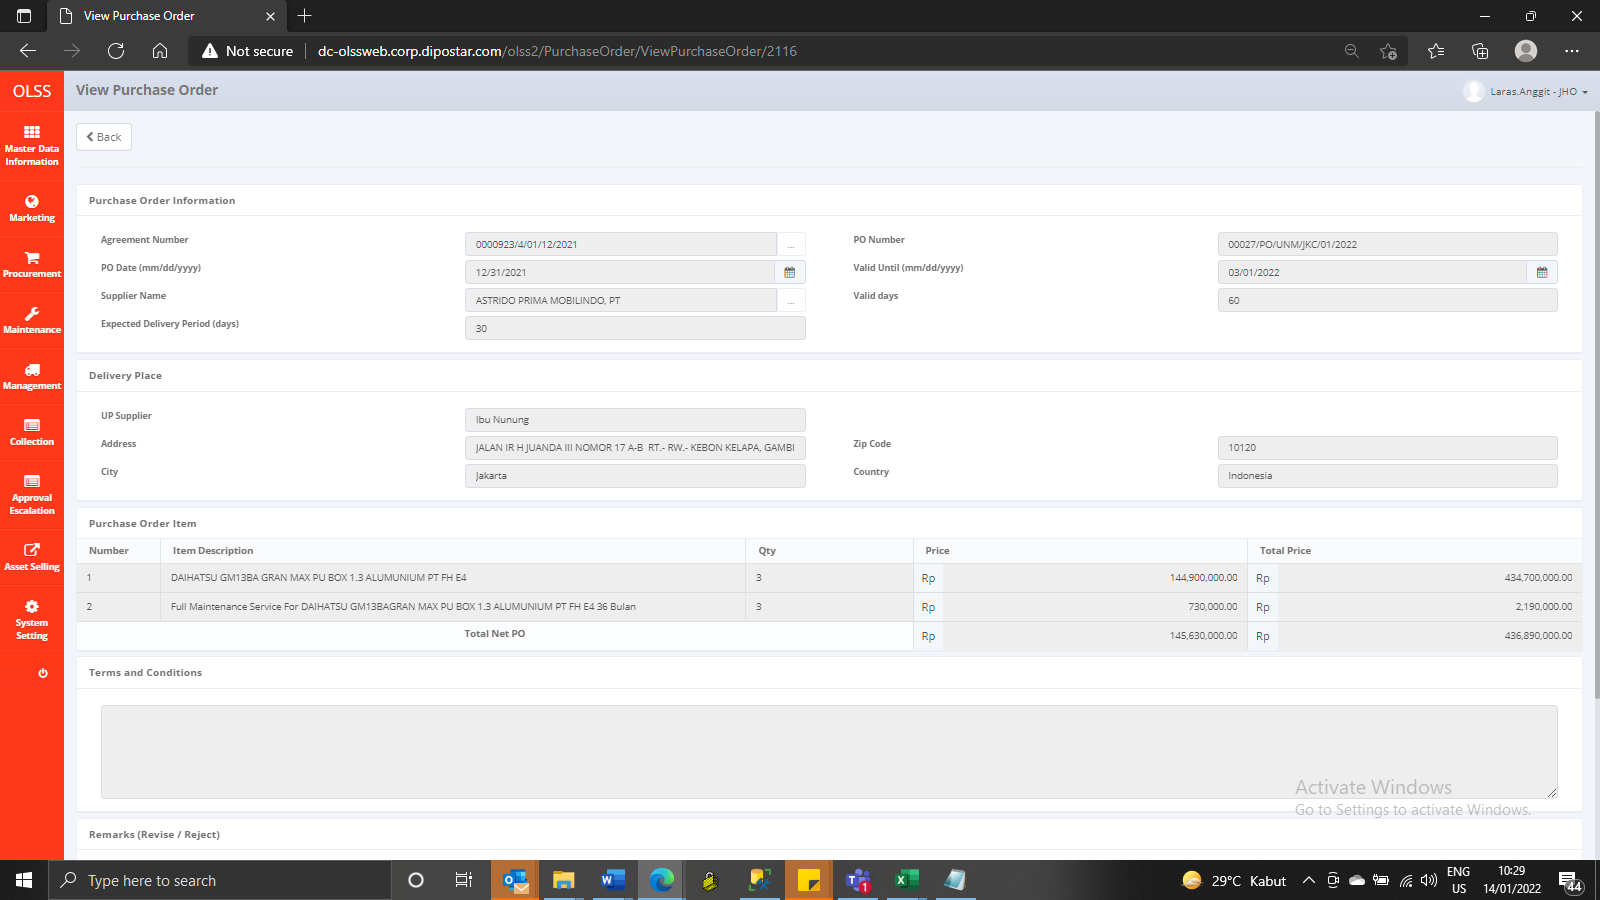 View Purchase Order
Not secure
dc-olssweb.corp.dipostar.com/olss2/PurchaseOrder/ViewPurchaseOrder/2116
OLSS
View Purchase Order
Laras.Anggit - JHO
Back
Master Data
Information
Marketing
Procurement
Maintenance
Management
Collection
Approval
Escalation
Asset Selling
System
Setting
Purchase Order Information
Agreement Number
0000923/4/01/12/2021
...
PO Number
00027/PO/UNM/JKC/01/2022
PO Date (mm/dd/yyyy)
12/31/2021
Valid Until (mm/dd/yyyy)
03/01/2022
Supplier Name
ASTRIDO PRIMA MOBILINDO, PT
...
Valid days
60
Expected Delivery Period (days)
30
Delivery Place
UP Supplier
Ibu Nunung
Address
JALAN IR H JUANDA III NOMOR 17 A-B  RT.- RW.- KEBON KELAPA, GAMBI
Zip Code
10120
City
Jakarta
Country
Indonesia
Purchase Order Item
Number Item Description Qty Price Total Price
1 DAIHATSU GM13BA GRAN MAX PU BOX 1.3 ALUMUNIUM PT FH E4 3 Rp 144,900,000.00 Rp 434,700,000.00
2 Full Maintenance Service For DAIHATSU GM13BAGRAN MAX PU BOX 1.3 ALUMUNIUM PT FH E4 36 Bulan 3 Rp 730,000.00 Rp 2,190,000.00
Total Net PO Rp 145,630,000.00 Rp 436,890,000.00
Terms and Conditions
Activate Windows
Go to Settings to activate Windows.
Remarks (Revise / Reject)
Type here to search
1
29°C Kabut
ENG
US
10:29
14/01/2022
44